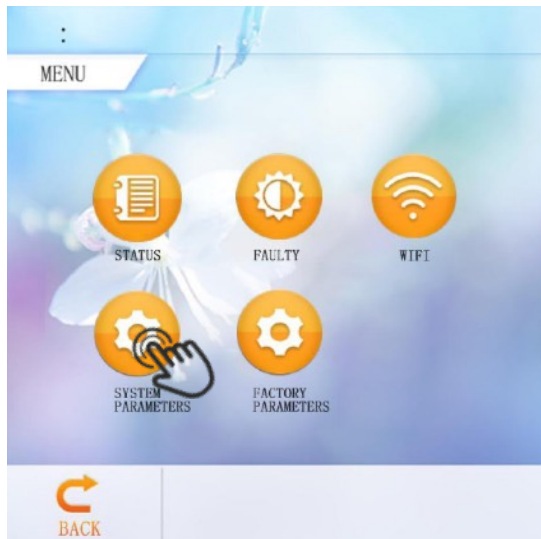 :
MENU
STATUS
FAULTY
WIFI
SYSTEM
PARAMETERS
FACTORY
PARAMETERS
BACK